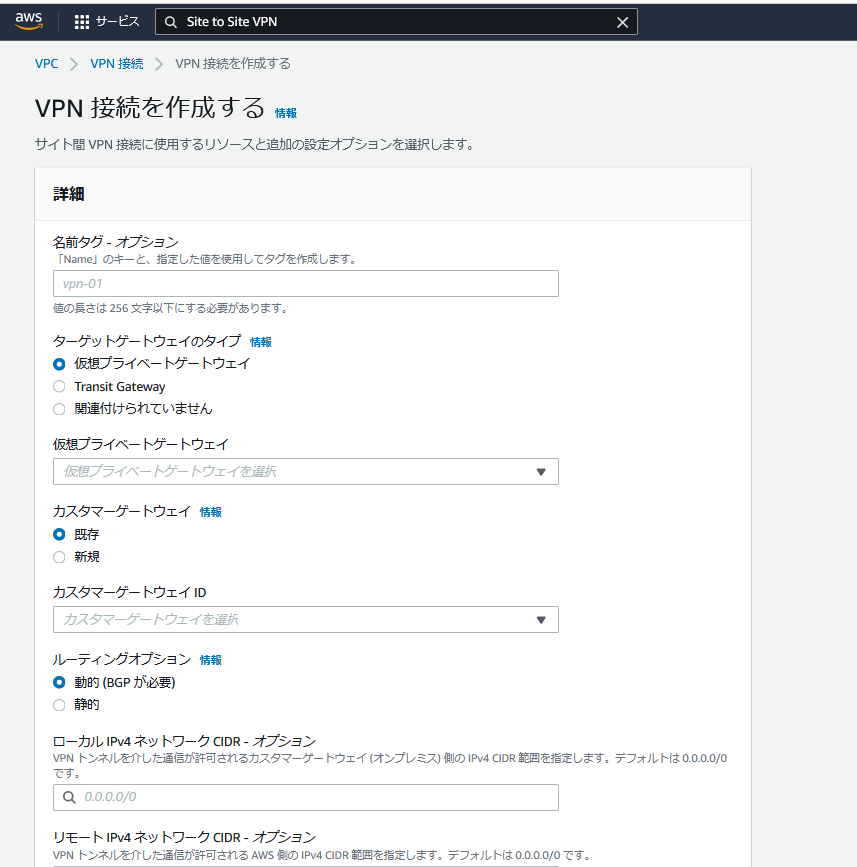 aws サービス Site to Site VPN
VPC VPN 接続 VPN 接続を作成する
VPN 接続を作成する 情報
サイト間 VPN 接続に使用するリソースと追加の設定オプションを選択します。
詳細
名前タグ - オプション
「Name」のキーと、指定した値を使用してタグを作成します。
vpn-01
値の長さは 256 文字以下にする必要があります。
ターゲットゲートウェイのタイプ 情報
仮想プライベートゲートウェイ
Transit Gateway
関連付けられていません
仮想プライベートゲートウェイ
仮想プライベートゲートウェイを選択
カスタマーゲートウェイ 情報
既存
新規
カスタマーゲートウェイ ID
カスタマーゲートウェイを選択
ルーティングオプション 情報
動的 (BGP が必要)
静的
ローカル IPv4 ネットワーク CIDR - オプション
VPN トンネルを介した通信が許可されるカスタマーゲートウェイ (オンプレミス) 側の IPv4 CIDR 範囲を指定します。デフォルトは 0.0.0.0/0
です。
0.0.0.0/0
リモート IPv4 ネットワーク CIDR - オプション
VPN トンネルを介した通信が許可される AWS 側の IPv4 CIDR 範囲を指定します。デフォルトは 0.0.0.0/0 です。